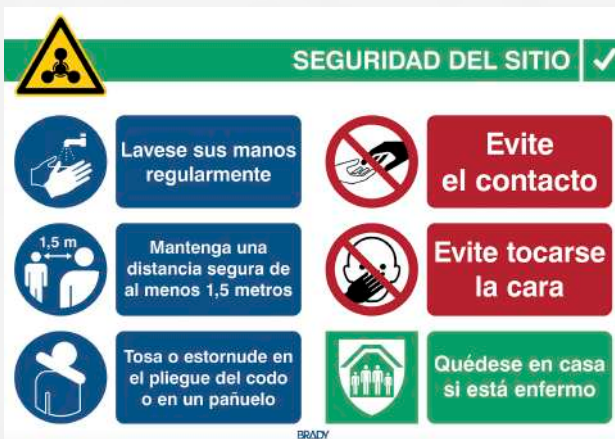 SEGURIDAD DEL SITIO
Lavese sus manos
regularmente
Evite
el contacto
1,5 m
Mantenga una
distancia segura de
al menos 1,5 metros
Evite tocarse
la cara
Tosa o estornude en
el pliegue del codo
o en un pañuelo
Quédese en casa
si está enfermo
BRADY